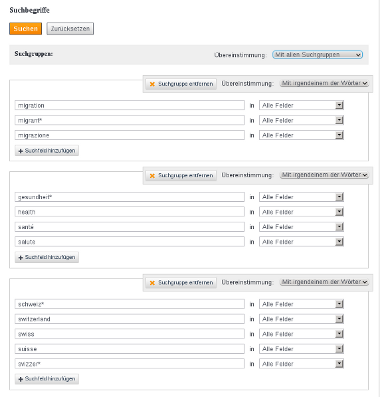 Suchbegriffe
Suchen Zurücksetzen
Suchgruppen: Übereinstimmung: Mit allen Suchgruppen
Suchgruppe entfernen Übereinstimmung: Mit irgendeinem der Wörter
migration in Alle Felder
migrant* in Alle Felder
migrazione in Alle Felder
Suchfeld hinzufügen
Suchgruppe entfernen Übereinstimmung: Mit irgendeinem der Wörter
gesundheit* in Alle Felder
health in Alle Felder
santé in Alle Felder
salute in Alle Felder
Suchfeld hinzufügen
Suchgruppe entfernen Übereinstimmung: Mit irgendeinem der Wörter
schweiz* in Alle Felder
switzerland in Alle Felder
swiss in Alle Felder
suisse in Alle Felder
svizzer* in Alle Felder
Suchfeld hinzufügen